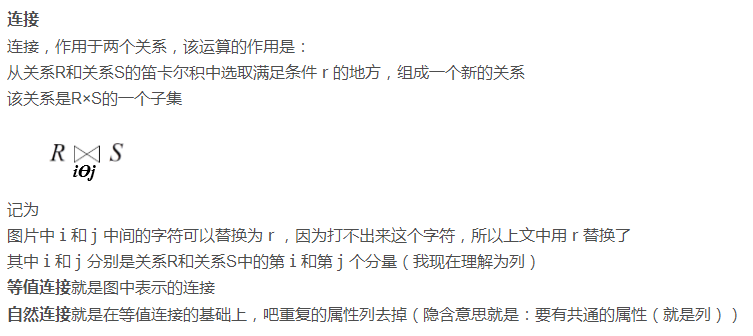 连接
连接，作用于两个关系，该运算的作用是：
从关系R和关系S的笛卡尔积中选取满足条件 r 的地方，组成一个新的关系
该关系是R×S的一个子集
R ⋈ S
iθj
记为
图片中 i 和 j 中间的字符可以替换为 r ，因为打不出来这个字符，所以上文中用 r 替换了
其中 i 和 j 分别是关系R和关系S中的第 i 和第 j 个分量（我现在理解为列）
等值连接就是图中表示的连接
自然连接就是在等值连接的基础上，吧重复的属性列去掉（隐含意思就是：要有共通的属性（就是列））